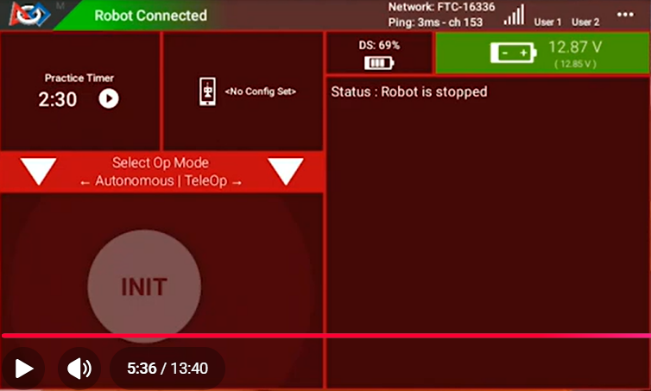 M
Robot Connected
Network: FTC-16336
Ping: 3ms - ch 153
User 1 User 2
Practice Timer
2:30
<No Config Set>
DS: 69%
12.87 V
( 12.85 V )
Select Op Mode
← Autonomous | TeleOp →
Status : Robot is stopped
INIT
5:36 / 13:40